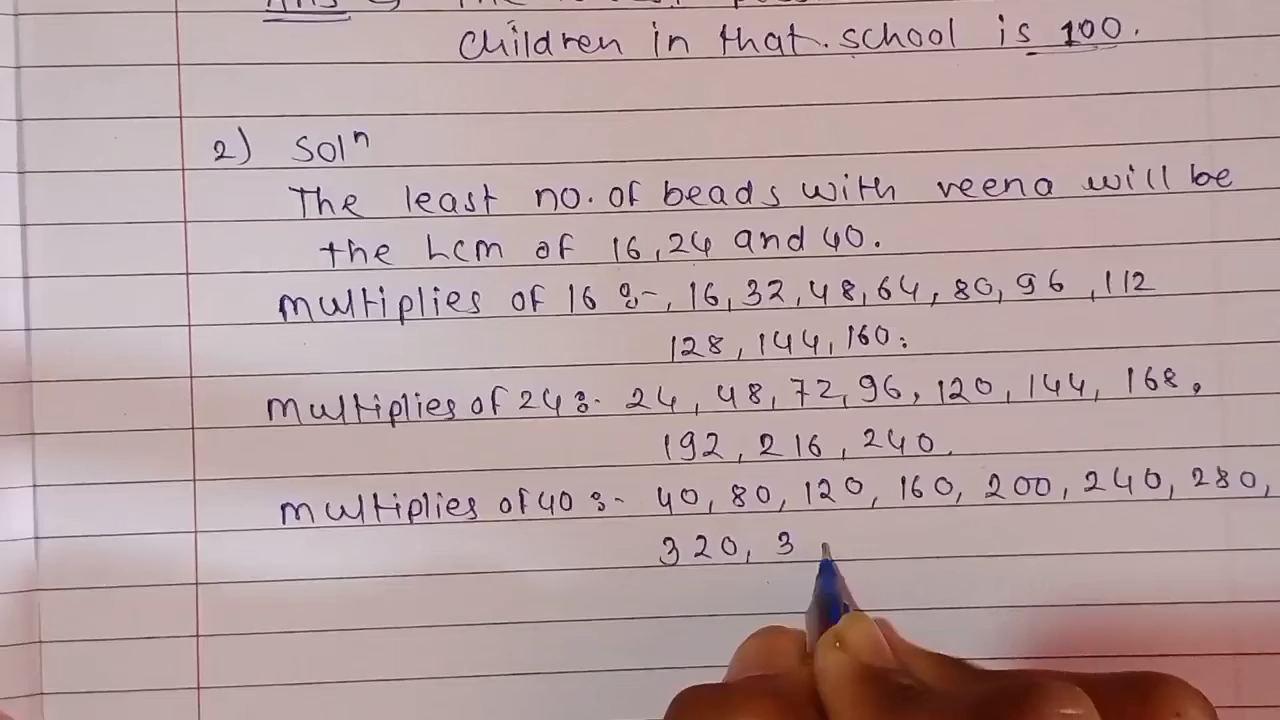 children in that. school is 100.
2) Solⁿ
The least no. of beads with veena will be
the Lcm of 16, 24 and 40.
multiplies of 16 :-, 16, 32, 48, 64, 80, 96, 112
128, 144, 160.
multiplies of 24 :- 24, 48, 72, 96, 120, 144, 168,
192, 216, 240.
multiplies of 40 :- 40, 80, 120, 160, 200, 240, 280,
320, 3